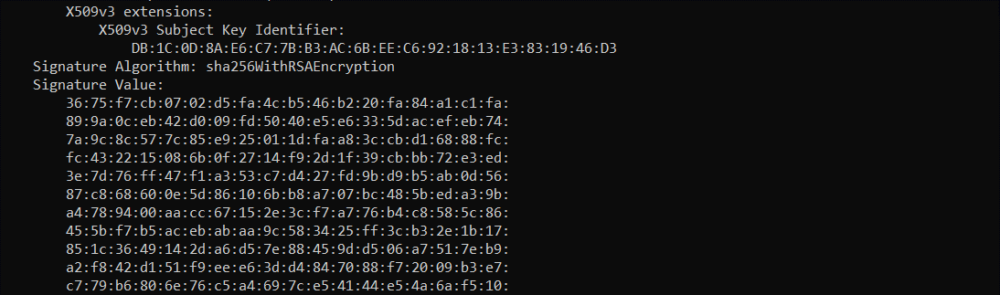 X509v3 extensions:
X509v3 Subject Key Identifier:
DB:1C:0D:8A:E6:C7:7B:B3:AC:6B:EE:C6:92:18:13:E3:83:19:46:D3
Signature Algorithm: sha256WithRSAEncryption
Signature Value:
36:75:f7:cb:07:02:d5:fa:4c:b5:46:b2:20:fa:84:a1:c1:fa:
89:9a:0c:eb:42:d0:09:fd:50:40:e5:e6:33:5d:ac:ef:eb:74:
7a:9c:8c:57:7c:85:e9:25:01:1d:fa:a8:3c:cb:d1:68:88:fc:
fc:43:22:15:08:6b:0f:27:14:f9:2d:1f:39:cb:bb:72:e3:ed:
3e:7d:76:ff:47:f1:a3:53:c7:d4:27:fd:9b:d9:b5:ab:0d:56:
87:c8:68:60:0e:5d:86:10:6b:b8:a7:07:bc:48:5b:ed:a3:9b:
a4:78:94:00:aa:cc:67:15:2e:3c:f7:a7:76:b4:c8:58:5c:86:
45:5b:f7:b5:ac:eb:ab:aa:9c:58:34:25:ff:3c:b3:2e:1b:17:
85:1c:36:49:14:2d:a6:d5:7e:88:45:9d:d5:06:a7:51:7e:b9:
a2:f8:42:d1:51:f9:ee:e6:3d:d4:84:70:88:f7:20:09:b3:e7:
c7:79:b6:80:6e:76:c5:a4:69:7c:e5:41:44:e5:4a:6a:f5:10: